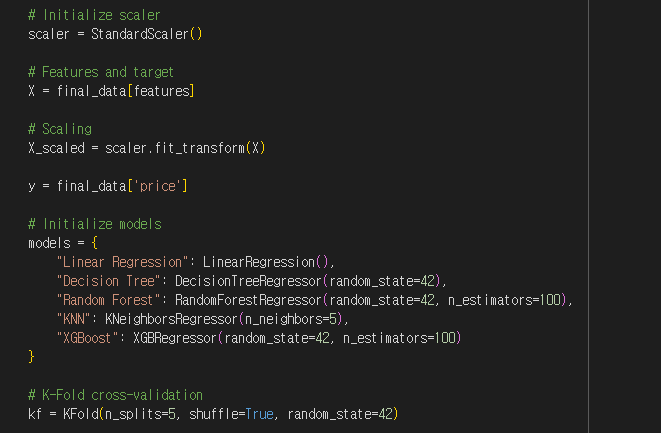 # Initialize scaler
scaler = StandardScaler()
# Features and target
X = final_data[features]
# Scaling
X_scaled = scaler.fit_transform(X)
y = final_data['price']
# Initialize models
models = {
"Linear Regression": LinearRegression(),
"Decision Tree": DecisionTreeRegressor(random_state=42),
"Random Forest": RandomForestRegressor(random_state=42, n_estimators=100),
"KNN": KNeighborsRegressor(n_neighbors=5),
"XGBoost": XGBRegressor(random_state=42, n_estimators=100)
}
# K-Fold cross-validation
kf = KFold(n_splits=5, shuffle=True, random_state=42)